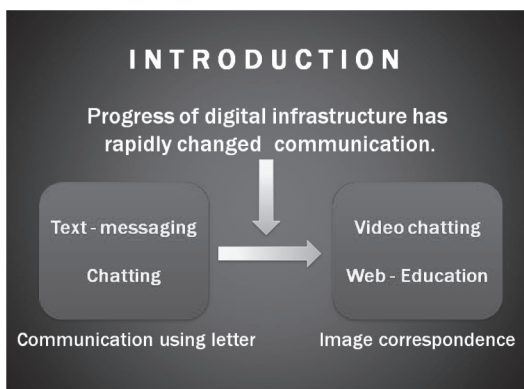 INTRODUCTION
Progress of digital infrastructure has
rapidly changed communication.
Text - messaging
Chatting
Communication using letter
Video chatting
Web - Education
Image correspondence